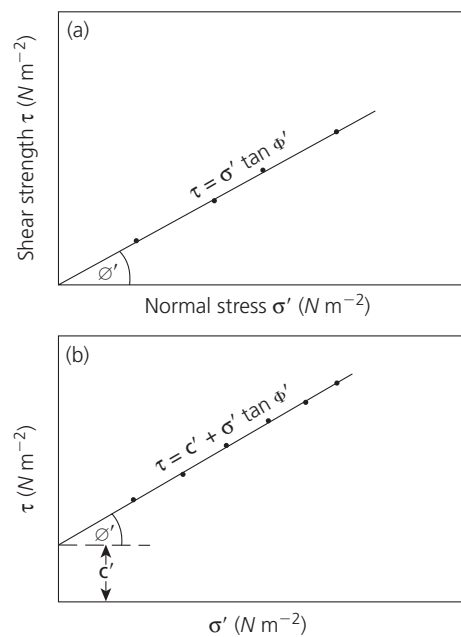 (a)
Shear strength τ (N m⁻²)
τ = σ′ tan Φ′
∅′
Normal stress σ′ (N m⁻²)
(b)
τ (N m⁻²)
τ = c′ + σ′ tan Φ′
∅′
c′
σ′ (N m⁻²)